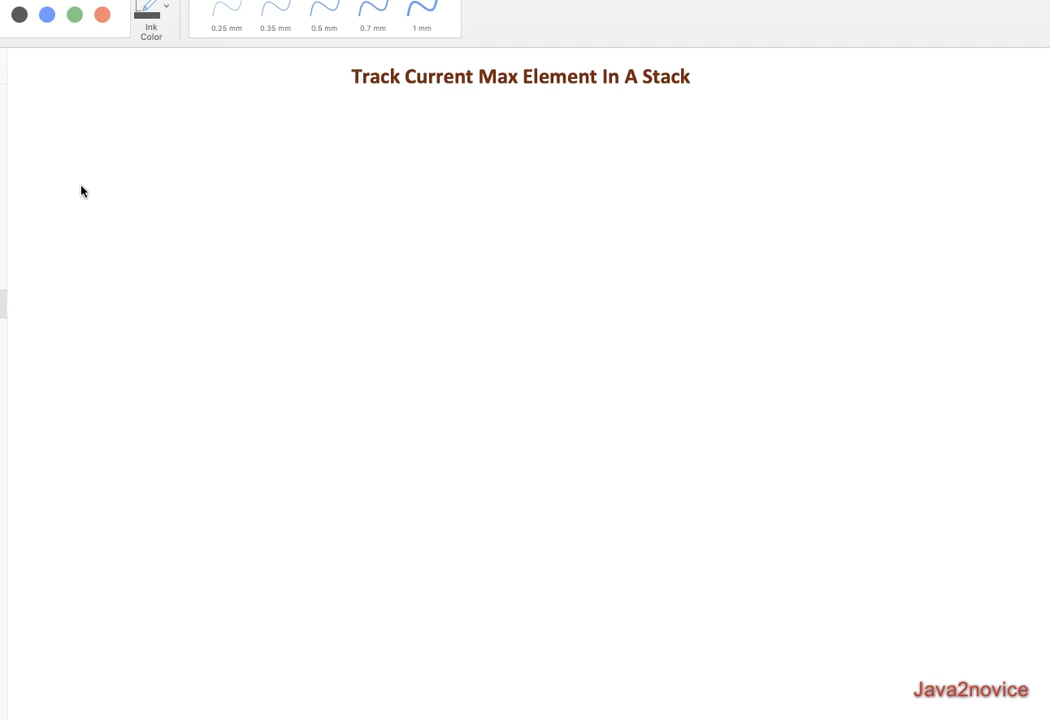 Ink
Color
0.25 mm
0.35 mm
0.5 mm
0.7 mm
1 mm
Track Current Max Element In A Stack
Java2novice